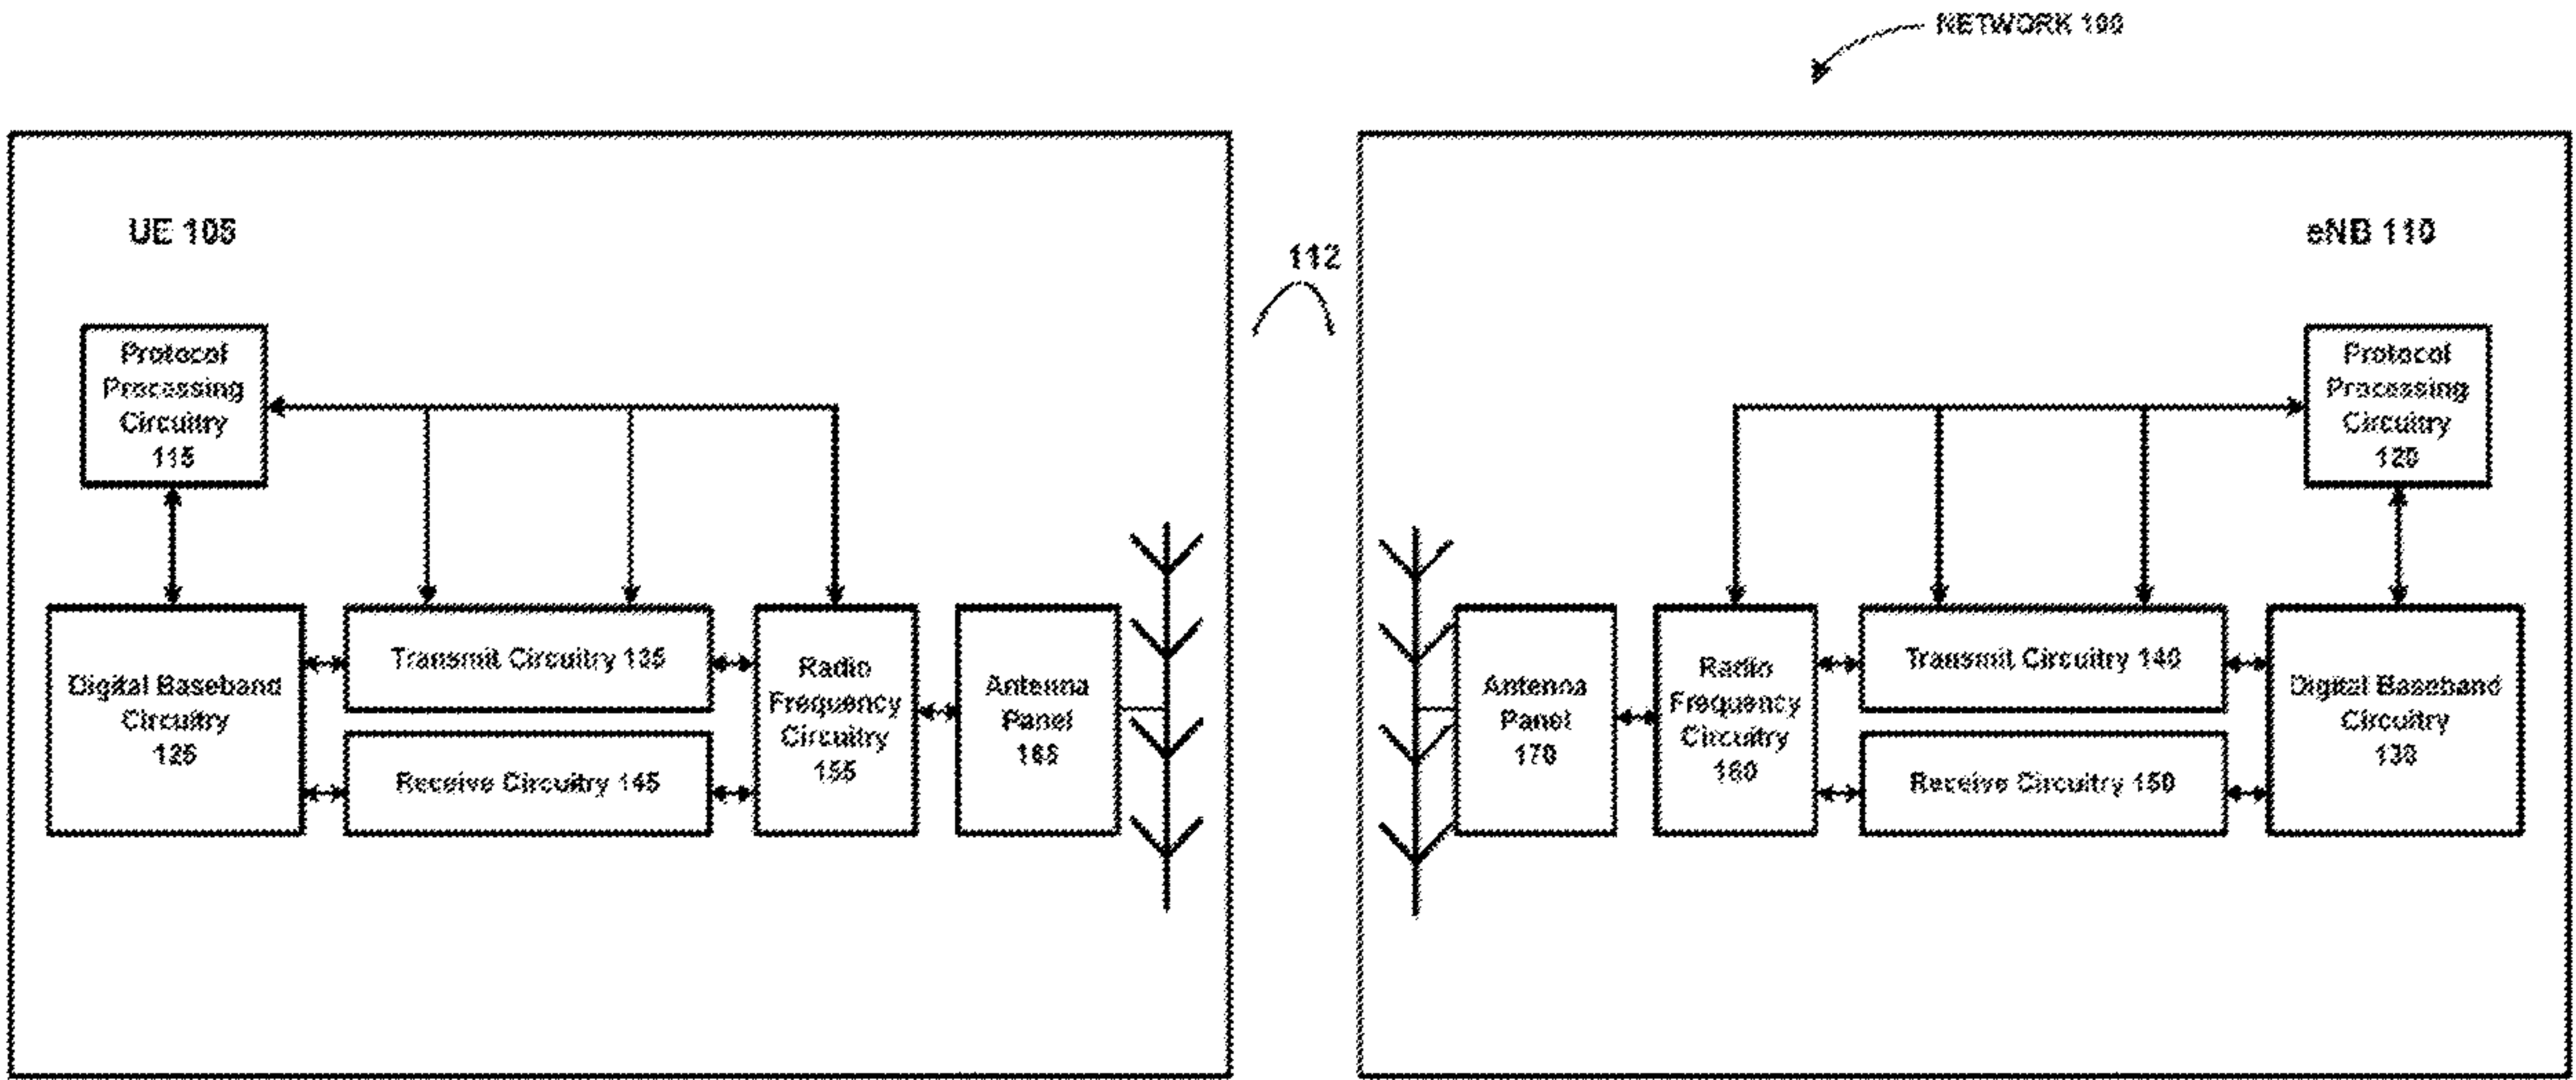 NETWORK 100
UE 105
eNB 110
112
Protocol
Processing
Circuitry
115
Protocol
Processing
Circuitry
120
Digital Baseband
Circuitry
125
Transmit Circuitry 135
Receive Circuitry 145
Radio
Frequency
Circuitry
155
Antenna
Panel
165
Antenna
Panel
170
Radio
Frequency
Circuitry
160
Transmit Circuitry 140
Receive Circuitry 150
Digital Baseband
Circuitry
130